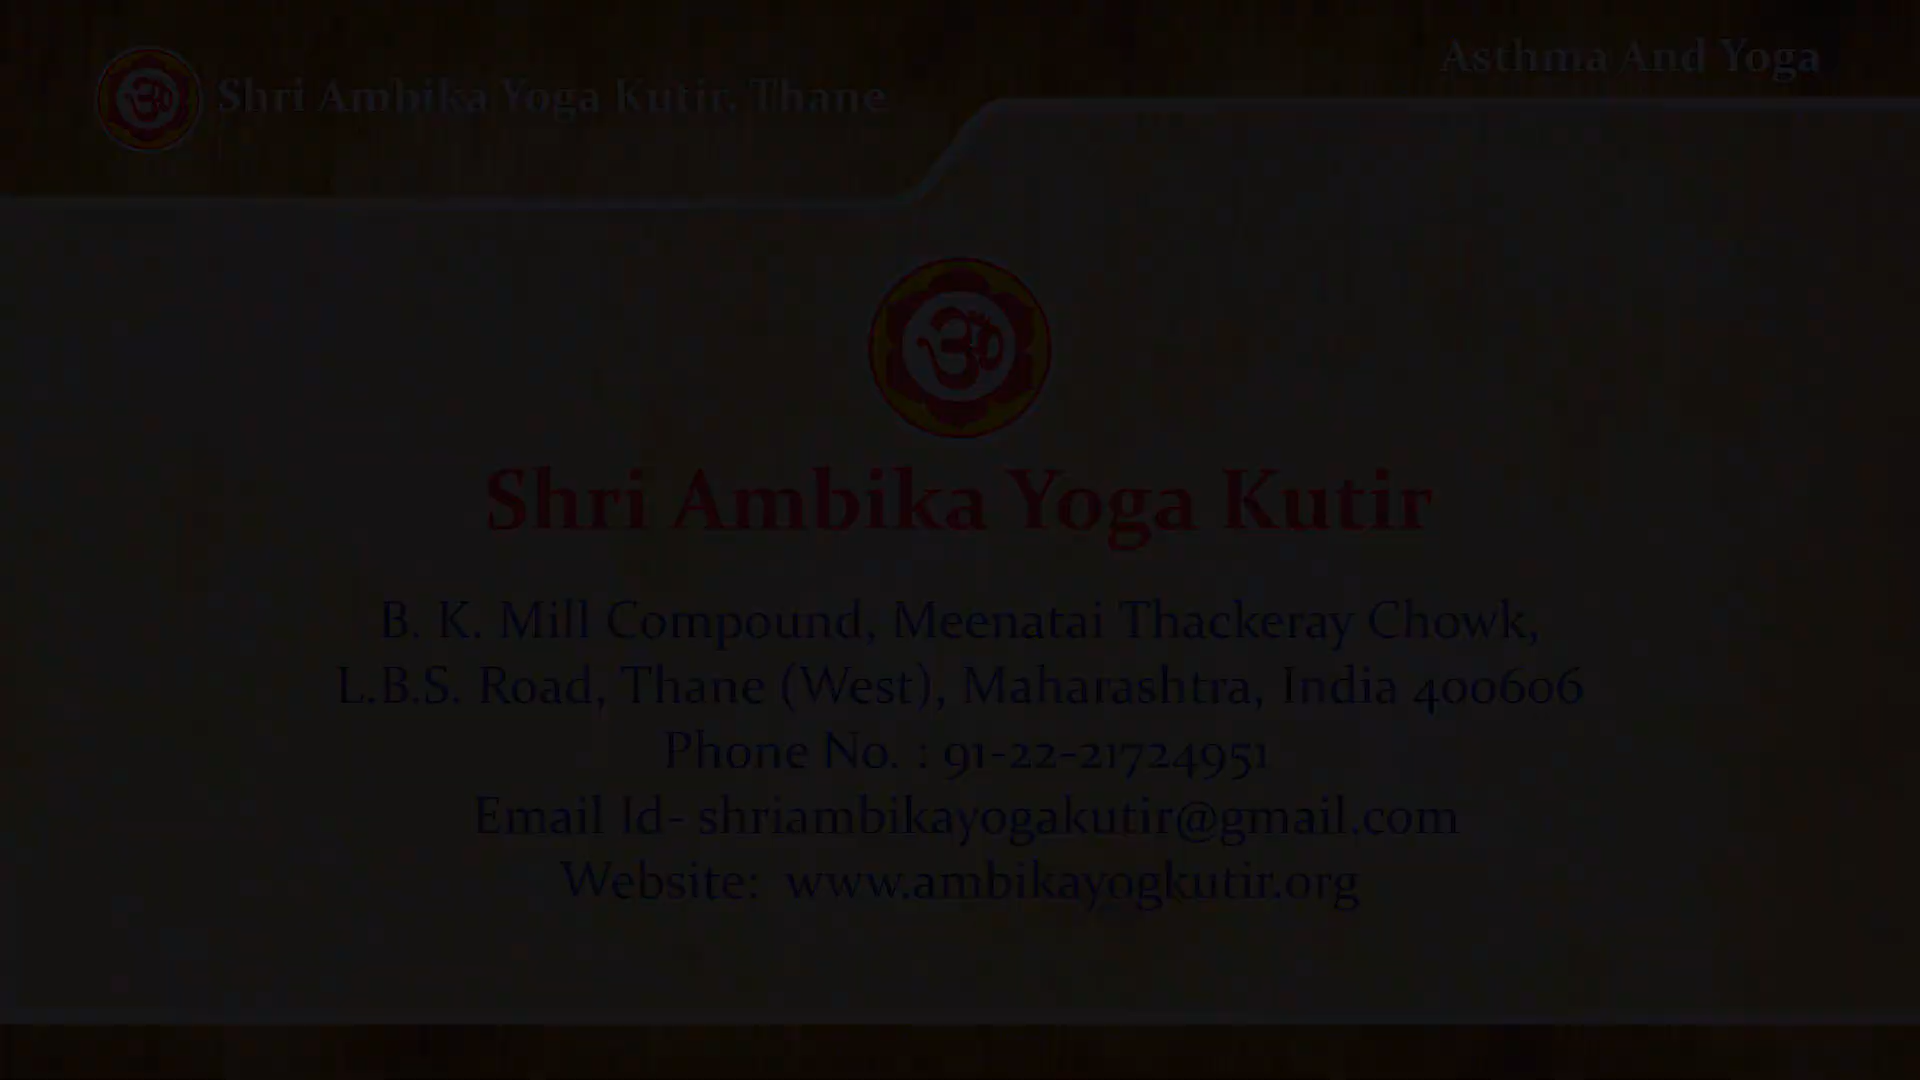 Asthma And Yoga
Shri Ambika Yoga Kutir. Thane
ॐ
ॐ
Shri Ambika Yoga Kutir
B. K. Mill Compound, Meenatai Thackeray Chowk,
L.B.S. Road, Thane (West), Maharashtra, India 400606
Phone No. : 91-22-21724951
Email Id- shriambikayogakutir@gmail.com
Website: www.ambikayogkutir.org